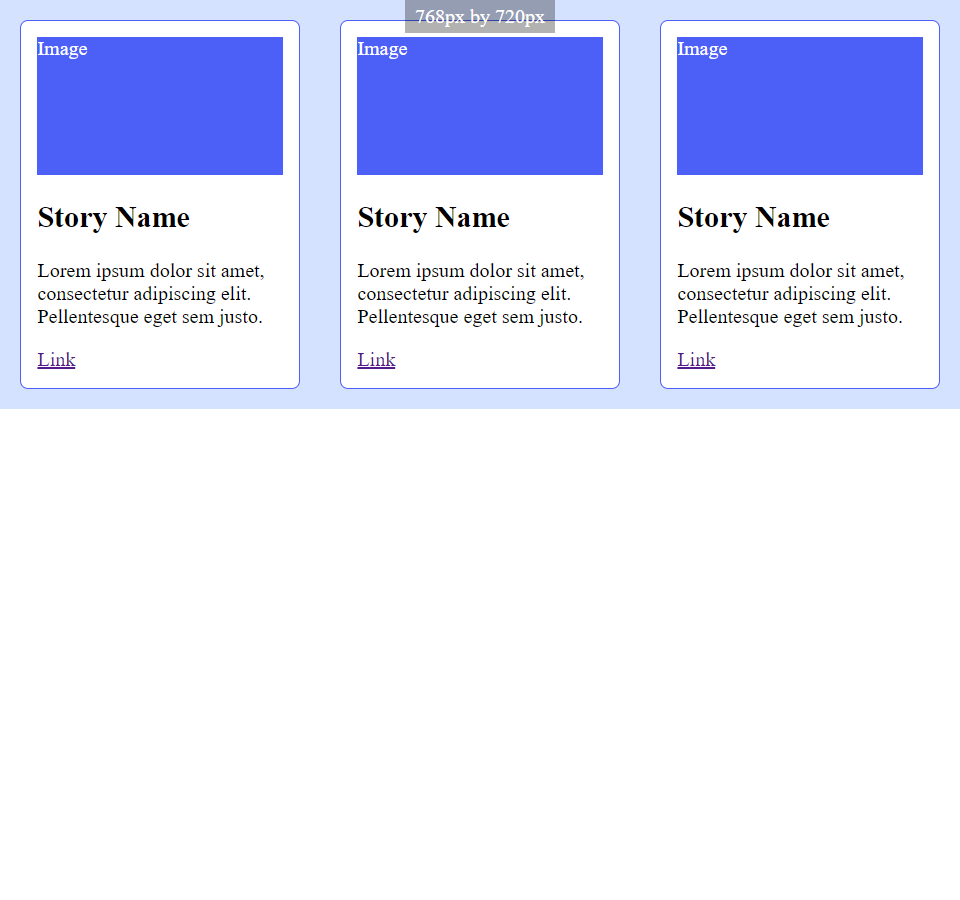 768px by 720px
Image
Story Name
Lorem ipsum dolor sit amet,
consectetur adipiscing elit.
Pellentesque eget sem justo.
Link
Image
Story Name
Lorem ipsum dolor sit amet,
consectetur adipiscing elit.
Pellentesque eget sem justo.
Link
Image
Story Name
Lorem ipsum dolor sit amet,
consectetur adipiscing elit.
Pellentesque eget sem justo.
Link